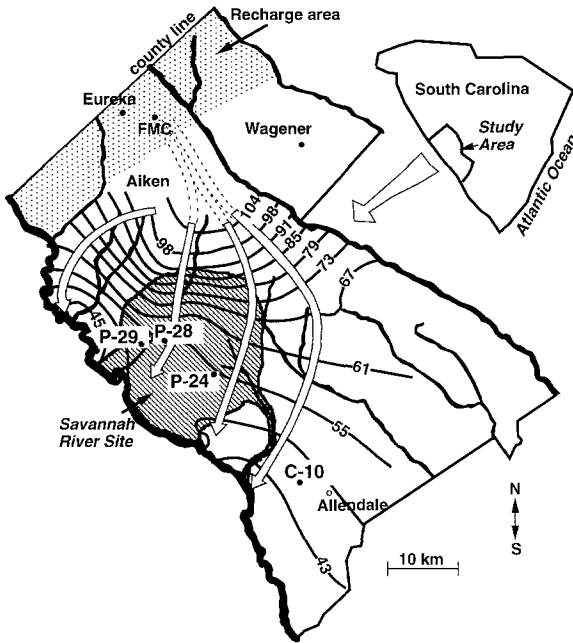 Recharge area
county line
Eureka
FMC
Wagener
South Carolina
Study
Area
Atlantic Ocean
Aiken
104
98
91
85
79
73
67
98
45
P-29
P-28
P-24
61
55
Savannah
River Site
C-10
Allendale
43
N
S
10 km